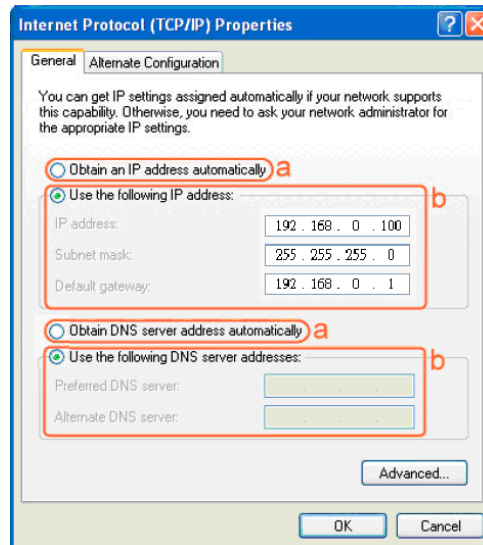 Internet Protocol (TCP/IP) Properties
General
Alternate Configuration
You can get IP settings assigned automatically if your network supports
this capability. Otherwise, you need to ask your network administrator for
the appropriate IP settings.
Obtain an IP address automatically a
Use the following IP address: b
IP address: 192 . 168 . 0 . 100
Subnet mask: 255 . 255 . 255 . 0
Default gateway: 192 . 168 . 0 . 1
Obtain DNS server address automatically a
Use the following DNS server addresses: b
Preferred DNS server: . . .
Alternate DNS server: . . .
Advanced...
OK
Cancel